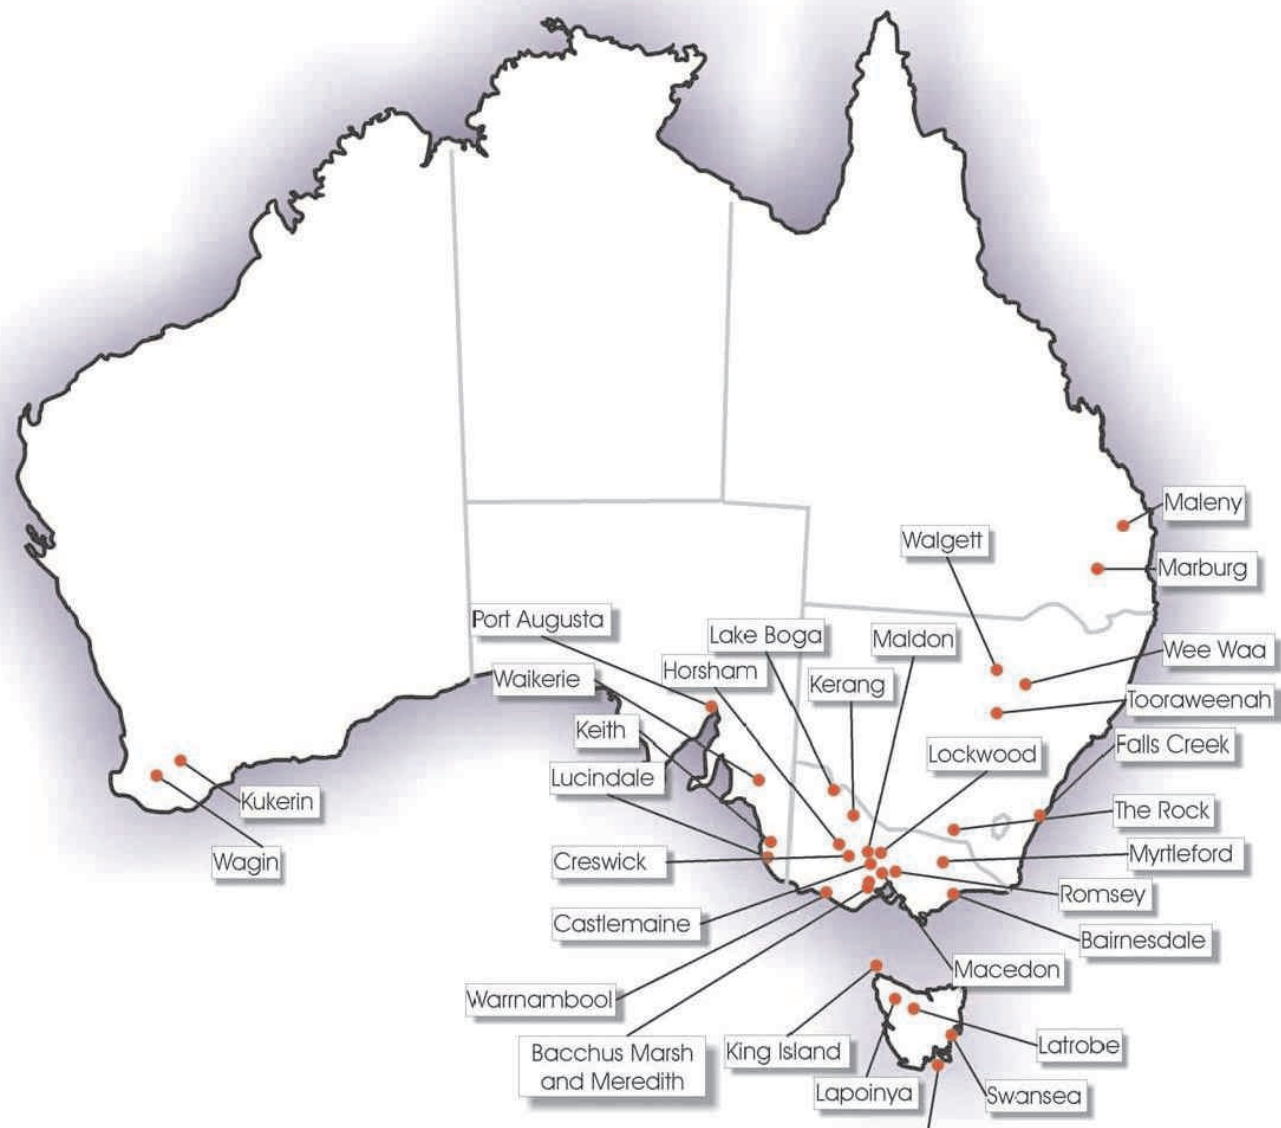 Maleny
Walgett
Marburg
Port Augusta
Lake Boga
Maldon
Wee Waa
Waikerie
Horsham
Kerang
Tooraweenah
Keith
Falls Creek
Lockwood
Lucindale
Kukerin
The Rock
Wagin
Creswick
Myrtleford
Romsey
Castlemaine
Bairnesdale
Macedon
Warrnambool
Bacchus Marsh
and Meredith
King Island
Latrobe
Lapoinya
Swansea